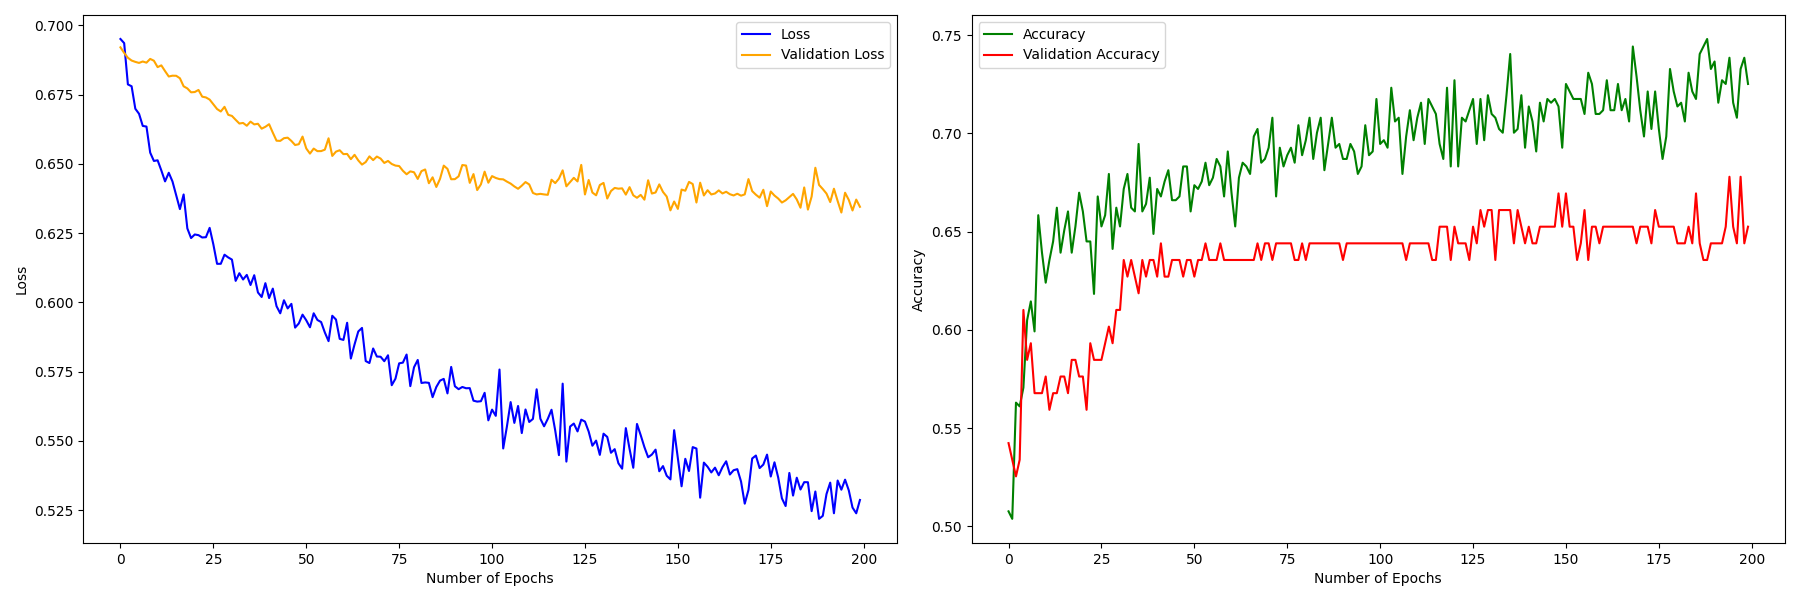 0.700
0.675
0.650
0.625
0.600
0.575
0.550
0.525
Loss
0 25 50 75 100 125 150 175 200
Number of Epochs
Loss
Validation Loss
0.75
0.70
0.65
0.60
0.55
0.50
Accuracy
0 25 50 75 100 125 150 175 200
Number of Epochs
Accuracy
Validation Accuracy